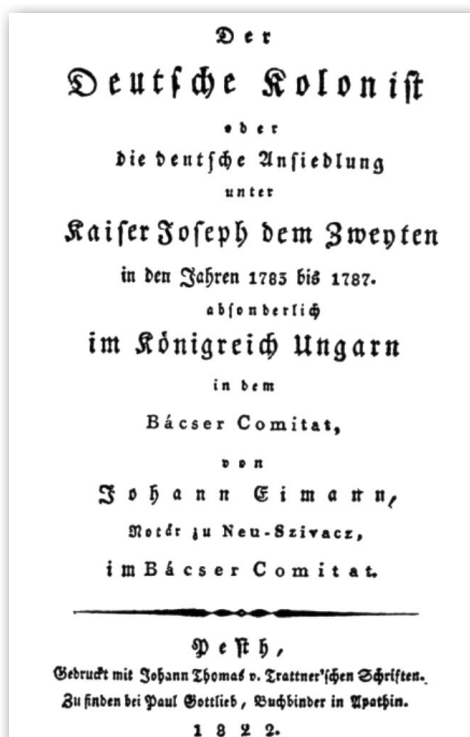 Der
Deutsche Kolonist
oder
die deutsche Ansiedlung
unter
Kaiser Joseph dem Zweyten
in den Jahren 1783 bis 1787.
absonderlich
im Königreich Ungarn
in dem
Bácser Comitat,
von
Johann Eimann,
Notár zu Neu-Szivacz,
im Bácser Comitat.
Pesth,
Gedruckt mit Johann Thomas v. Trattner'schen Schriften.
Zu finden bei Paul Gottlieb, Buchbinder in Apathin.
1822.